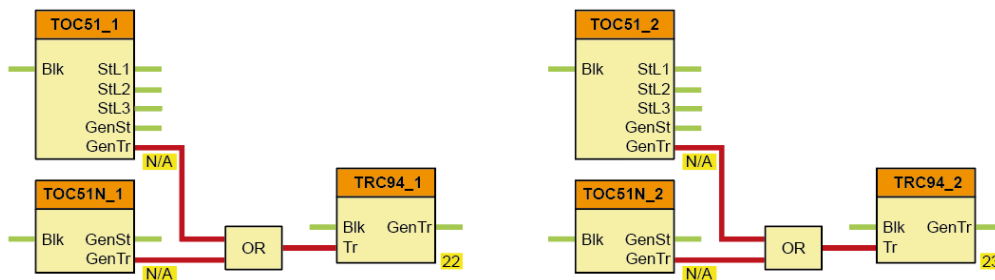 TOC51_1
Blk StL1
StL2
StL3
GenSt
GenTr
N/A
TOC51N_1
Blk GenSt
GenTr
N/A
OR
TRC94_1
Blk GenTr
Tr
22
TOC51_2
Blk StL1
StL2
StL3
GenSt
GenTr
N/A
TOC51N_2
Blk GenSt
GenTr
N/A
OR
TRC94_2
Blk GenTr
Tr
23